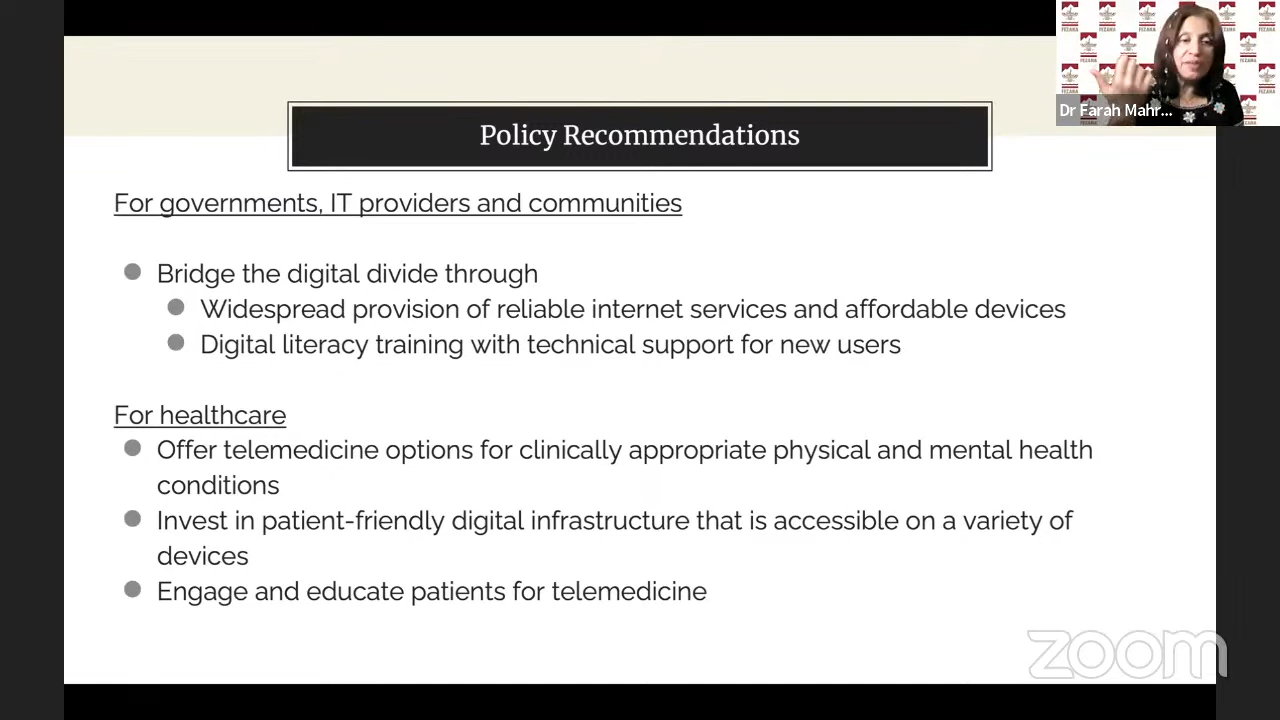 FEZANA
Dr Farah Mahr...
Policy Recommendations
For governments, IT providers and communities
Bridge the digital divide through
Widespread provision of reliable internet services and affordable devices
Digital literacy training with technical support for new users
For healthcare
Offer telemedicine options for clinically appropriate physical and mental health
conditions
Invest in patient-friendly digital infrastructure that is accessible on a variety of
devices
Engage and educate patients for telemedicine
zoom